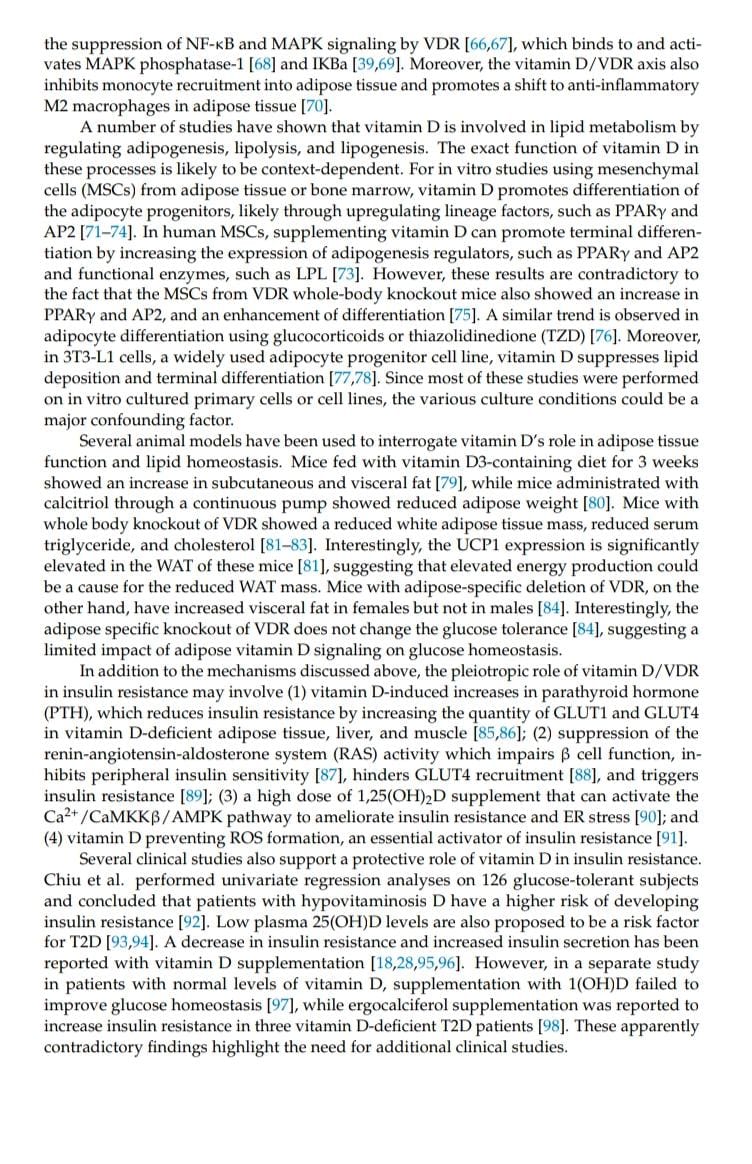 the suppression of NF-κB and MAPK signaling by VDR [66,67], which binds to and acti-
vates MAPK phosphatase-1 [68] and IKBa [39,69]. Moreover, the vitamin D/VDR axis also
inhibits monocyte recruitment into adipose tissue and promotes a shift to anti-inflammatory
M2 macrophages in adipose tissue [70].
A number of studies have shown that vitamin D is involved in lipid metabolism by
regulating adipogenesis, lipolysis, and lipogenesis. The exact function of vitamin D in
these processes is likely to be context-dependent. For in vitro studies using mesenchymal
cells (MSCs) from adipose tissue or bone marrow, vitamin D promotes differentiation of
the adipocyte progenitors, likely through upregulating lineage factors, such as PPARγ and
AP2 [71–74]. In human MSCs, supplementing vitamin D can promote terminal differen-
tiation by increasing the expression of adipogenesis regulators, such as PPARγ and AP2
and functional enzymes, such as LPL [73]. However, these results are contradictory to
the fact that the MSCs from VDR whole-body knockout mice also showed an increase in
PPARγ and AP2, and an enhancement of differentiation [75]. A similar trend is observed in
adipocyte differentiation using glucocorticoids or thiazolidinedione (TZD) [76]. Moreover,
in 3T3-L1 cells, a widely used adipocyte progenitor cell line, vitamin D suppresses lipid
deposition and terminal differentiation [77,78]. Since most of these studies were performed
on in vitro cultured primary cells or cell lines, the various culture conditions could be a
major confounding factor.
Several animal models have been used to interrogate vitamin D's role in adipose tissue
function and lipid homeostasis. Mice fed with vitamin D3-containing diet for 3 weeks
showed an increase in subcutaneous and visceral fat [79], while mice administrated with
calcitriol through a continuous pump showed reduced adipose weight [80]. Mice with
whole body knockout of VDR showed a reduced white adipose tissue mass, reduced serum
triglyceride, and cholesterol [81–83]. Interestingly, the UCP1 expression is significantly
elevated in the WAT of these mice [81], suggesting that elevated energy production could
be a cause for the reduced WAT mass. Mice with adipose-specific deletion of VDR, on the
other hand, have increased visceral fat in females but not in males [84]. Interestingly, the
adipose specific knockout of VDR does not change the glucose tolerance [84], suggesting a
limited impact of adipose vitamin D signaling on glucose homeostasis.
In addition to the mechanisms discussed above, the pleiotropic role of vitamin D/VDR
in insulin resistance may involve (1) vitamin D-induced increases in parathyroid hormone
(PTH), which reduces insulin resistance by increasing the quantity of GLUT1 and GLUT4
in vitamin D-deficient adipose tissue, liver, and muscle [85,86]; (2) suppression of the
renin-angiotensin-aldosterone system (RAS) activity which impairs β cell function, in-
hibits peripheral insulin sensitivity [87], hinders GLUT4 recruitment [88], and triggers
insulin resistance [89]; (3) a high dose of 1,25(OH)₂D supplement that can activate the
Ca²⁺/CaMKKβ/AMPK pathway to ameliorate insulin resistance and ER stress [90]; and
(4) vitamin D preventing ROS formation, an essential activator of insulin resistance [91].
Several clinical studies also support a protective role of vitamin D in insulin resistance.
Chiu et al. performed univariate regression analyses on 126 glucose-tolerant subjects
and concluded that patients with hypovitaminosis D have a higher risk of developing
insulin resistance [92]. Low plasma 25(OH)D levels are also proposed to be a risk factor
for T2D [93,94]. A decrease in insulin resistance and increased insulin secretion has been
reported with vitamin D supplementation [18,28,95,96]. However, in a separate study
in patients with normal levels of vitamin D, supplementation with 1(OH)D failed to
improve glucose homeostasis [97], while ergocalciferol supplementation was reported to
increase insulin resistance in three vitamin D-deficient T2D patients [98]. These apparently
contradictory findings highlight the need for additional clinical studies.